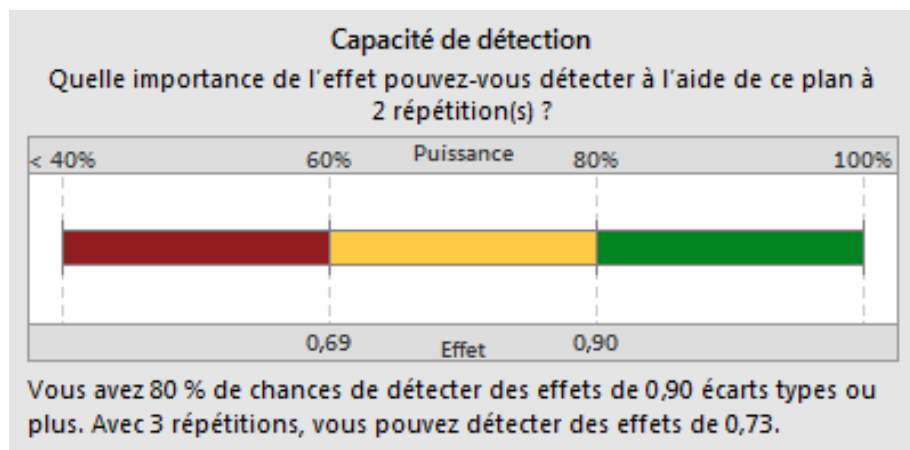 Capacité de détection
Quelle importance de l'effet pouvez-vous détecter à l'aide de ce plan à
2 répétition(s) ?
< 40% 60% Puissance 80% 100%
0,69 Effet 0,90
Vous avez 80 % de chances de détecter des effets de 0,90 écarts types ou
plus. Avec 3 répétitions, vous pouvez détecter des effets de 0,73.